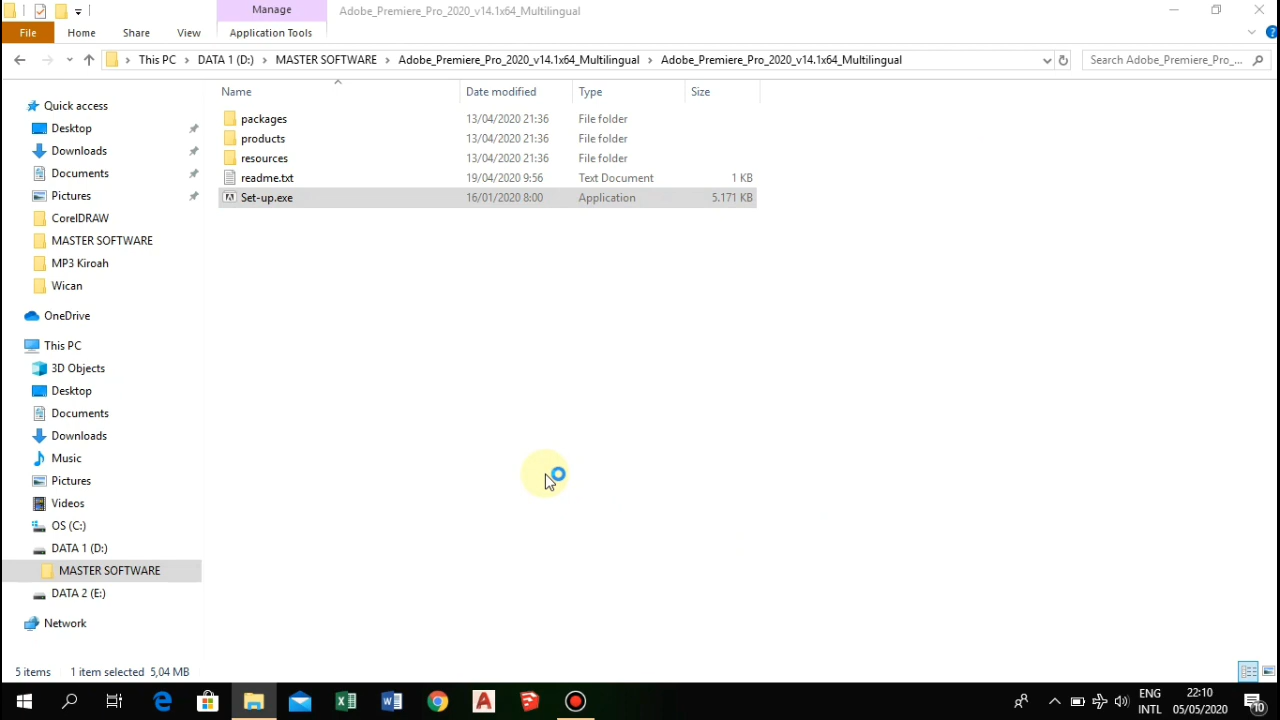 Manage
Adobe_Premiere_Pro_2020_v14.1x64_Multilingual
File Home Share View Application Tools
This PC DATA 1 (D:) MASTER SOFTWARE Adobe_Premiere_Pro_2020_v14.1x64_Multilingual Adobe_Premiere_Pro_2020_v14.1x64_Multilingual
Search Adobe_Premiere_Pro_...
Name Date modified Type Size
packages 13/04/2020 21:36 File folder
products 13/04/2020 21:36 File folder
resources 13/04/2020 21:36 File folder
readme.txt 19/04/2020 9:56 Text Document 1 KB
Set-up.exe 16/01/2020 8:00 Application 5.171 KB
Quick access
Desktop
Downloads
Documents
Pictures
CorelDRAW
MASTER SOFTWARE
MP3 Kiroah
Wican
OneDrive
This PC
3D Objects
Desktop
Documents
Downloads
Music
Pictures
Videos
OS (C:)
DATA 1 (D:)
MASTER SOFTWARE
DATA 2 (E:)
Network
5 items 1 item selected 5,04 MB
ENG
INTL
22:10
05/05/2020
10